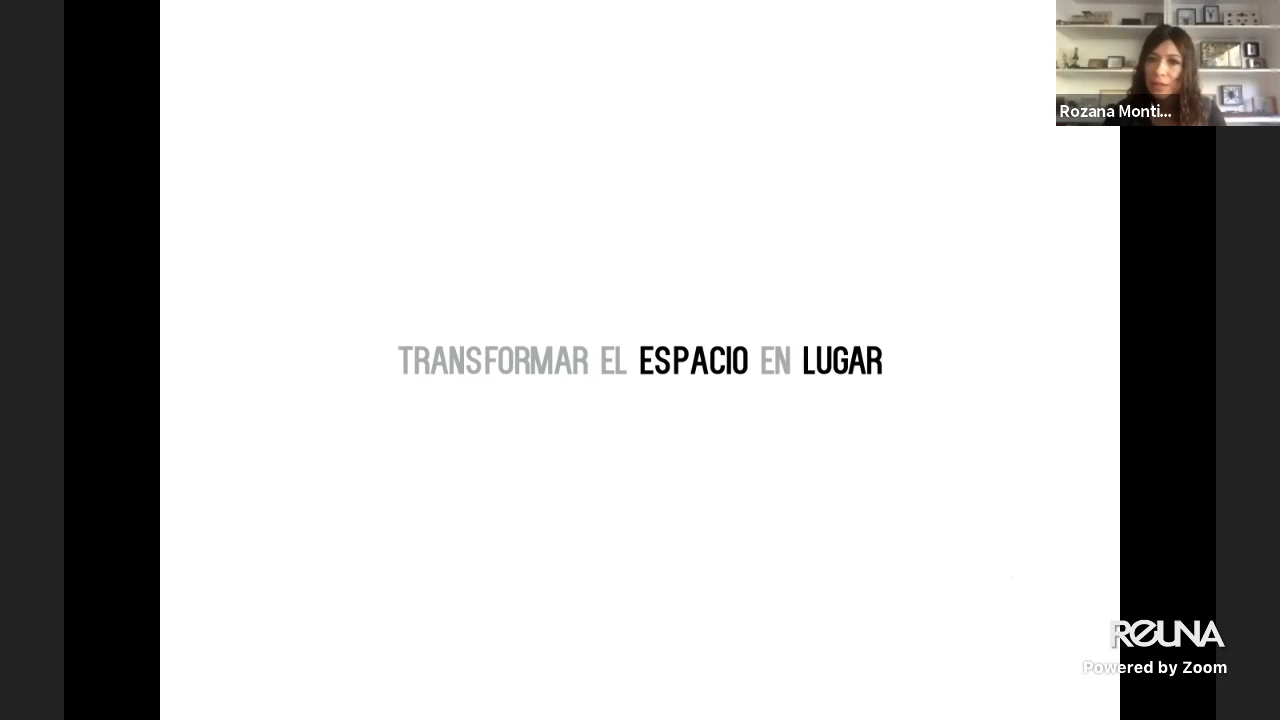 Rozana Monti...
TRANSFORMAR EL ESPACIO EN LUGAR
REUNA
Powered by Zoom